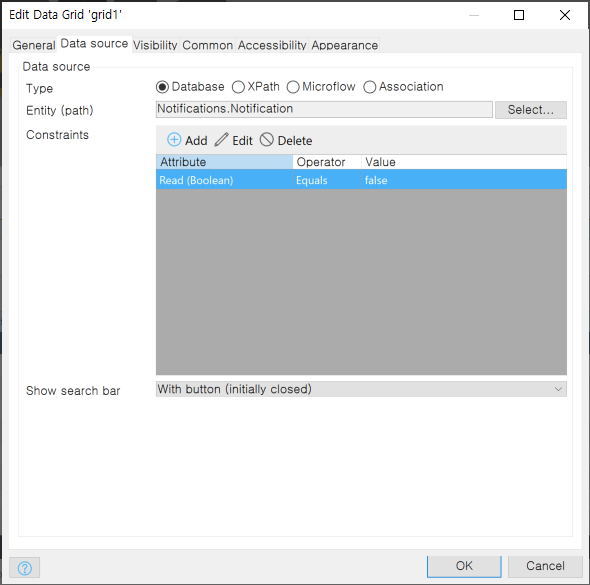 Edit Data Grid 'grid1'
General Data source Visibility Common Accessibility Appearance
Data source
Type Database XPath Microflow Association
Entity (path) Notifications.Notification Select...
Constraints Add Edit Delete
Attribute Operator Value
Read (Boolean) Equals false
Show search bar With button (initially closed)
? OK Cancel